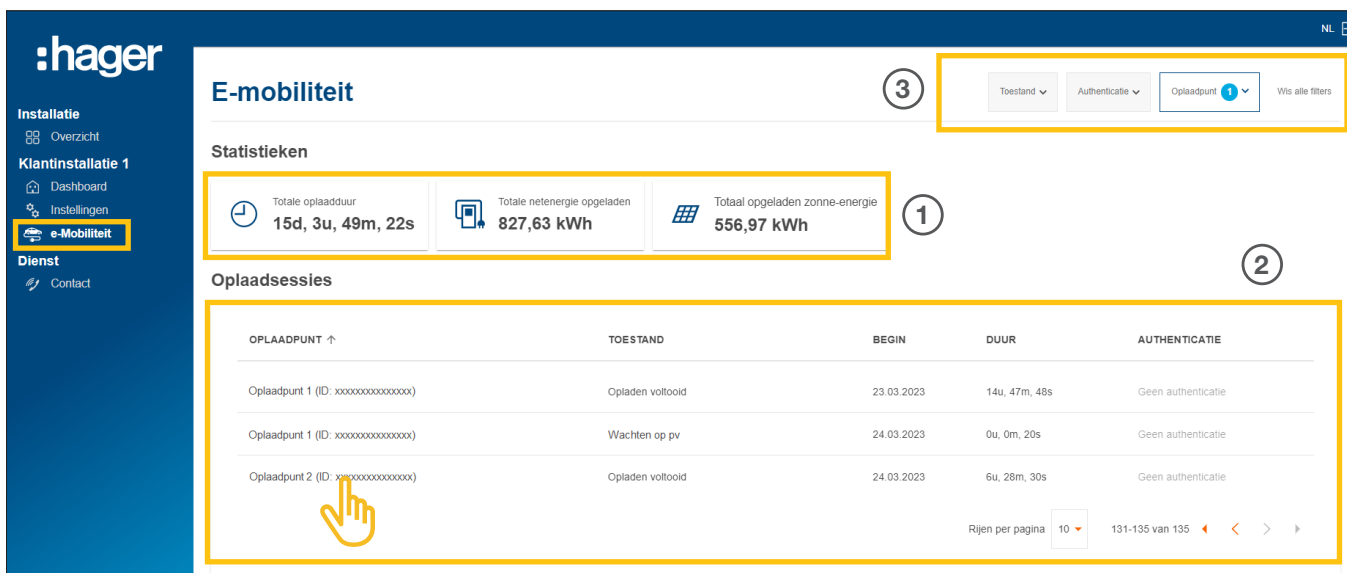 NL
:hager
Installatie
Overzicht
Klantinstallatie 1
Dashboard
Instellingen
e-Mobiliteit
Dienst
Contact
E-mobiliteit
3
Toestand
Authenticatie
Oplaadpunt 1
Wis alle filters
Statistieken
Totale oplaadduur
15d, 3u, 49m, 22s
Totale netenergie opgeladen
827,63 kWh
Totaal opgeladen zonne-energie
556,97 kWh
1
2
Oplaadsessies
OPLAADPUNT ↑ TOESTAND BEGIN DUUR AUTHENTICATIE
Oplaadpunt 1 (ID: xxxxxxxxxxxxxxx) Opladen voltooid 23.03.2023 14u, 47m, 48s Geen authenticatie
Oplaadpunt 1 (ID: xxxxxxxxxxxxxxx) Wachten op pv 24.03.2023 0u, 0m, 20s Geen authenticatie
Oplaadpunt 2 (ID: xxxxxxxxxxxxxxx) Opladen voltooid 24.03.2023 6u, 28m, 30s Geen authenticatie
Rijen per pagina 10 131-135 van 135